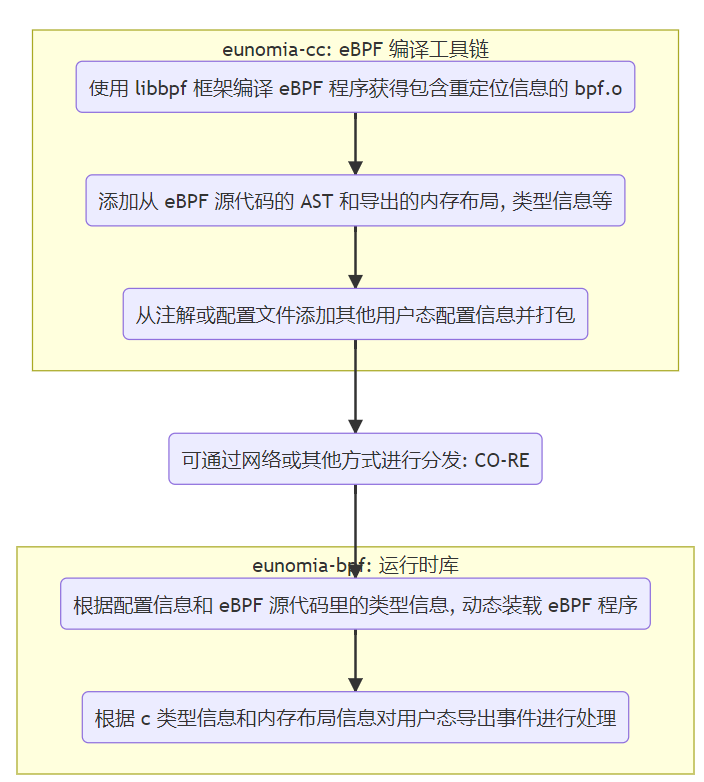 eunomia-cc: eBPF 编译工具链
使用 libbpf 框架编译 eBPF 程序获得包含重定位信息的 bpf.o
添加从 eBPF 源代码的 AST 和导出的内存布局, 类型信息等
从注解或配置文件添加其他用户态配置信息并打包
可通过网络或其他方式进行分发: CO-RE
eunomia-bpf: 运行时库
根据配置信息和 eBPF 源代码里的类型信息, 动态装载 eBPF 程序
根据 c 类型信息和内存布局信息对用户态导出事件进行处理